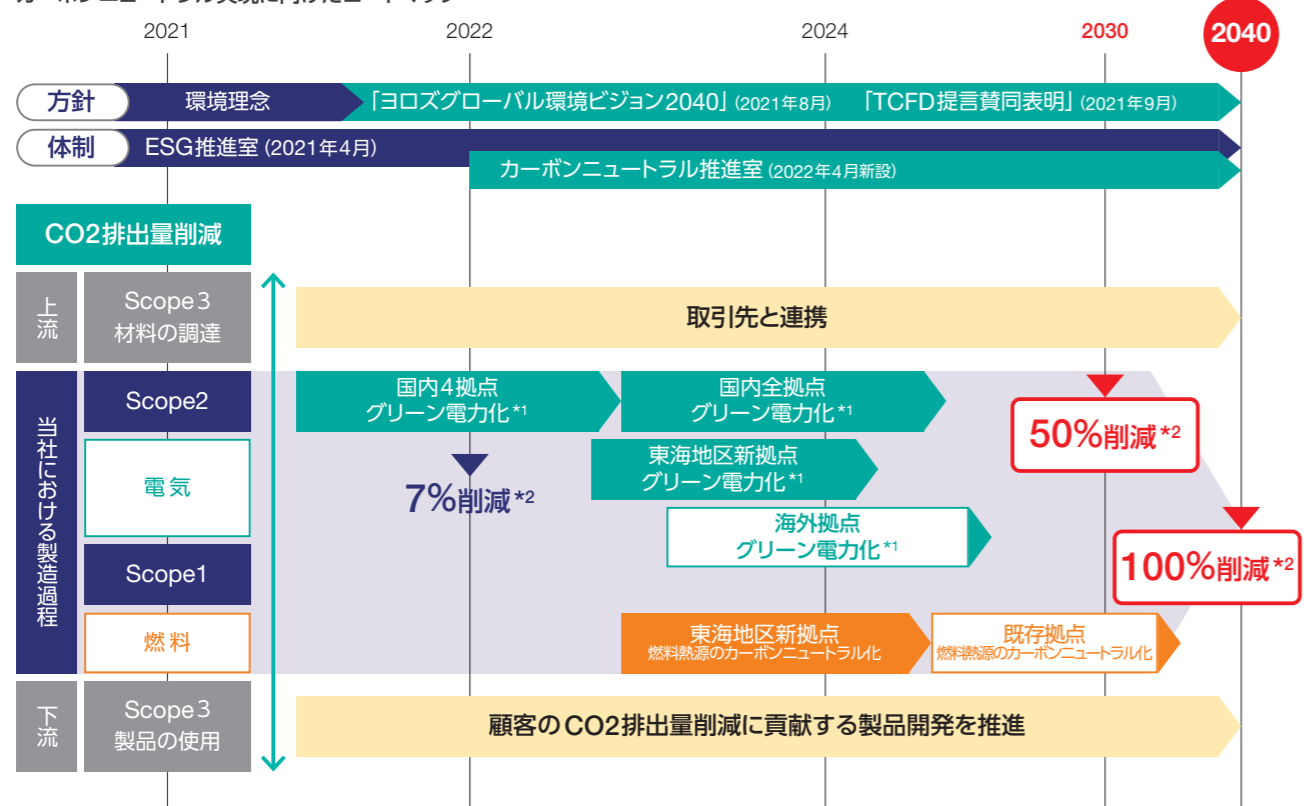 2021
2022
2024
2030
2040
方針
環境理念
「ヨロズグローバル環境ビジョン2040」(2021年8月)
「TCFD提言賛同表明」(2021年9月)
体制
ESG推進室(2021年4月)
カーボンニュートラル推進室(2022年4月新設)
CO2排出量削減
上流
Scope3
材料の調達
取引先と連携
当社における製造過程
Scope2
国内4拠点
グリーン電力化*1
国内全拠点
グリーン電力化*1
50%削減*2
電気
7%削減*2
東海地区新拠点
グリーン電力化*1
海外拠点
グリーン電力化*1
Scope1
100%削減*2
燃料
東海地区新拠点
燃料熱源のカーボンニュートラル化
既存拠点
燃料熱源のカーボンニュートラル化
下流
Scope3
製品の使用
顧客のCO2排出量削減に貢献する製品開発を推進